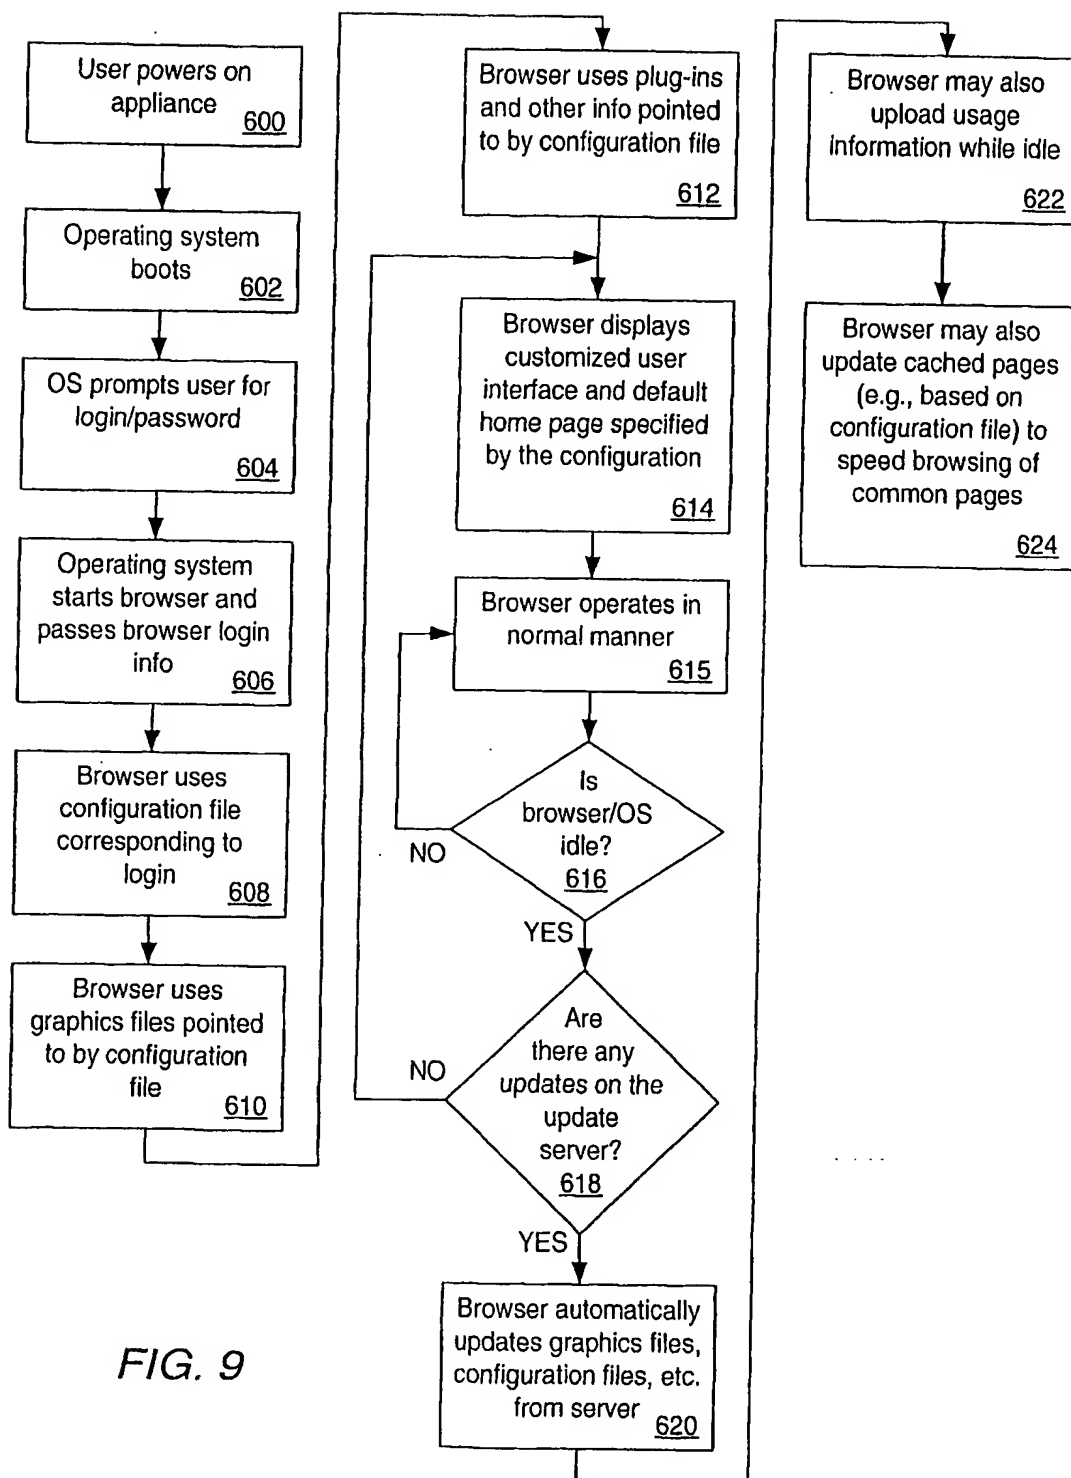 User powers on
appliance
600
Operating system
boots
602
OS prompts user for
login/password
604
Operating system
starts browser and
passes browser login
info
606
Browser uses
configuration file
corresponding to
login
608
Browser uses
graphics files pointed
to by configuration
file
610
Browser uses plug-ins
and other info pointed
to by configuration file
612
Browser displays
customized user
interface and default
home page specified
by the configuration
614
Browser operates in
normal manner
615
Is
browser/OS
idle?
616
NO
YES
Are
there any
updates on the
update
server?
618
NO
YES
Browser automatically
updates graphics files,
configuration files, etc.
from server
620
Browser may also
upload usage
information while idle
622
Browser may also
update cached pages
(e.g., based on
configuration file) to
speed browsing of
common pages
624
FIG. 9